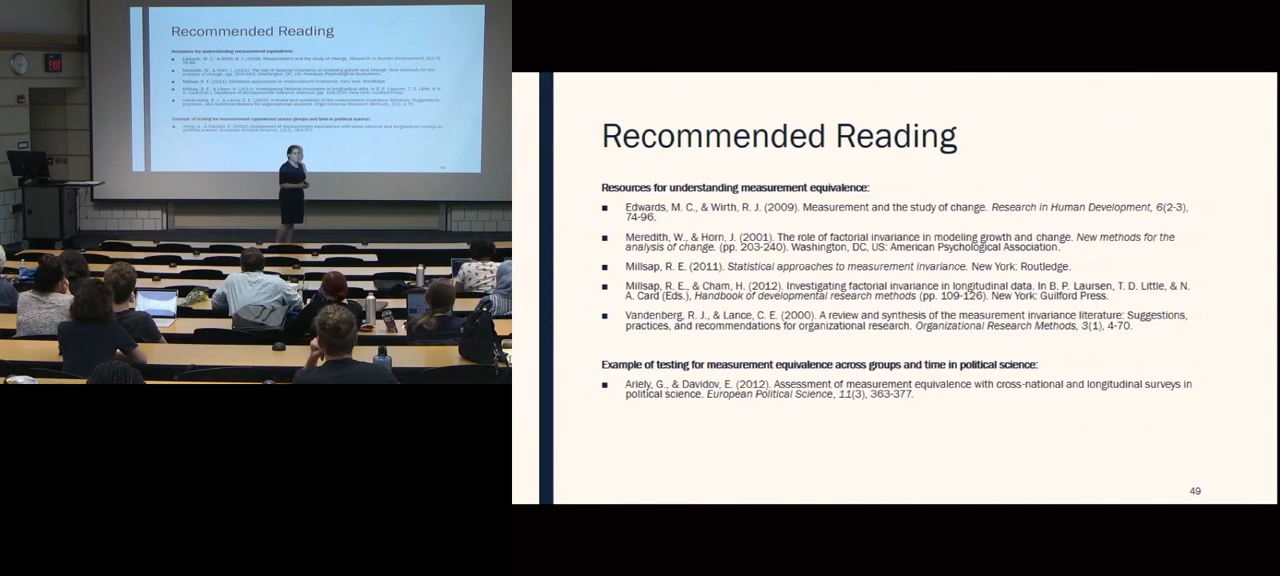 Recommended Reading
Resources for understanding measurement equivalence:
Recommended Reading
Resources for understanding measurement equivalence:
■ Edwards, M. C., & Wirth, R. J. (2009). Measurement and the study of change. Research in Human Development, 6(2-3),
74-96.
■ Meredith, W., & Horn, J. (2001). The role of factorial invariance in modeling growth and change. New methods for the
analysis of change. (pp. 203-240). Washington, DC, US: American Psychological Association.
■ Millsap, R. E. (2011). Statistical approaches to measurement invariance. New York: Routledge.
■ Millsap, R. E., & Cham, H. (2012). Investigating factorial invariance in longitudinal data. In B. P. Laursen, T. D. Little, & N.
A. Card (Eds.), Handbook of developmental research methods (pp. 109-126). New York: Guilford Press.
■ Vandenberg, R. J., & Lance, C. E. (2000). A review and synthesis of the measurement invariance literature: Suggestions,
practices, and recommendations for organizational research. Organizational Research Methods, 3(1), 4-70.
Example of testing for measurement equivalence across groups and time in political science:
■ Ariely, G., & Davidov, E. (2012). Assessment of measurement equivalence with cross-national and longitudinal surveys in
political science. European Political Science, 11(3), 363-377.
49